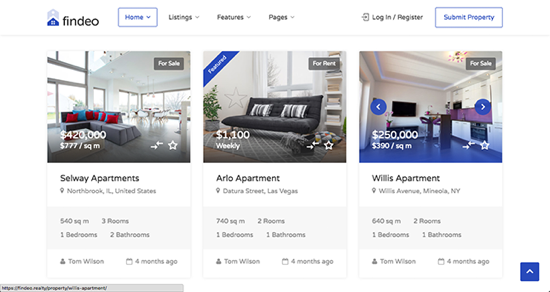 findeo
Home
Listings
Features
Pages
Log In / Register
Submit Property
For Sale
$420,000
$777 / sq m
Selway Apartments
Northbrook, IL, United States
540 sq m 3 Rooms
1 Bedrooms 2 Bathrooms
Tom Wilson 4 months ago
Featured
For Rent
$1,100
Weekly
Arlo Apartment
Datura Street, Las Vegas
740 sq m 2 Rooms
1 Bedrooms 2 Bathrooms
Tom Wilson 4 months ago
For Sale
$250,000
$390 / sq m
Willis Apartment
Willis Avenue, Mineola, NY
640 sq m 2 Rooms
1 Bedrooms 2 Bathrooms
Tom Wilson 4 months ago
https://findeo.realty/property/willis-apartment/